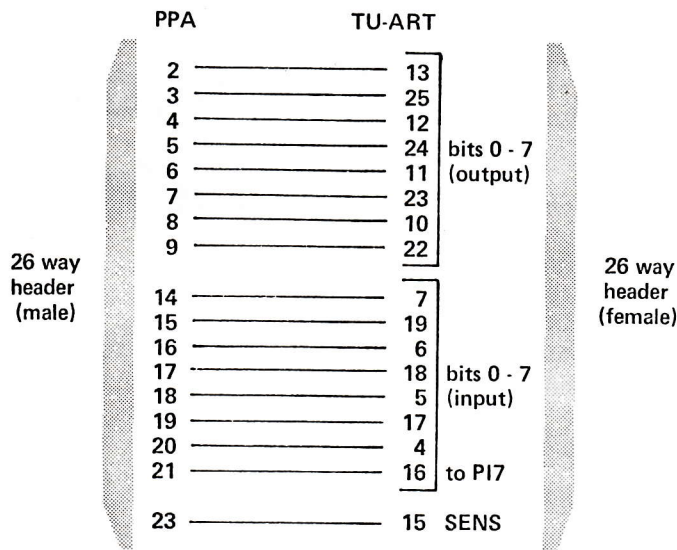 PPA TU-ART
2 13
3 25
4 12
5 24 bits 0 - 7
6 11 (output)
7 23
8 10
9 22
26 way
header
(male)
26 way
header
(female)
14 7
15 19
16 6
17 18 bits 0 - 7
18 5 (input)
19 17
20 4
21 16 to PI7
23 15 SENS